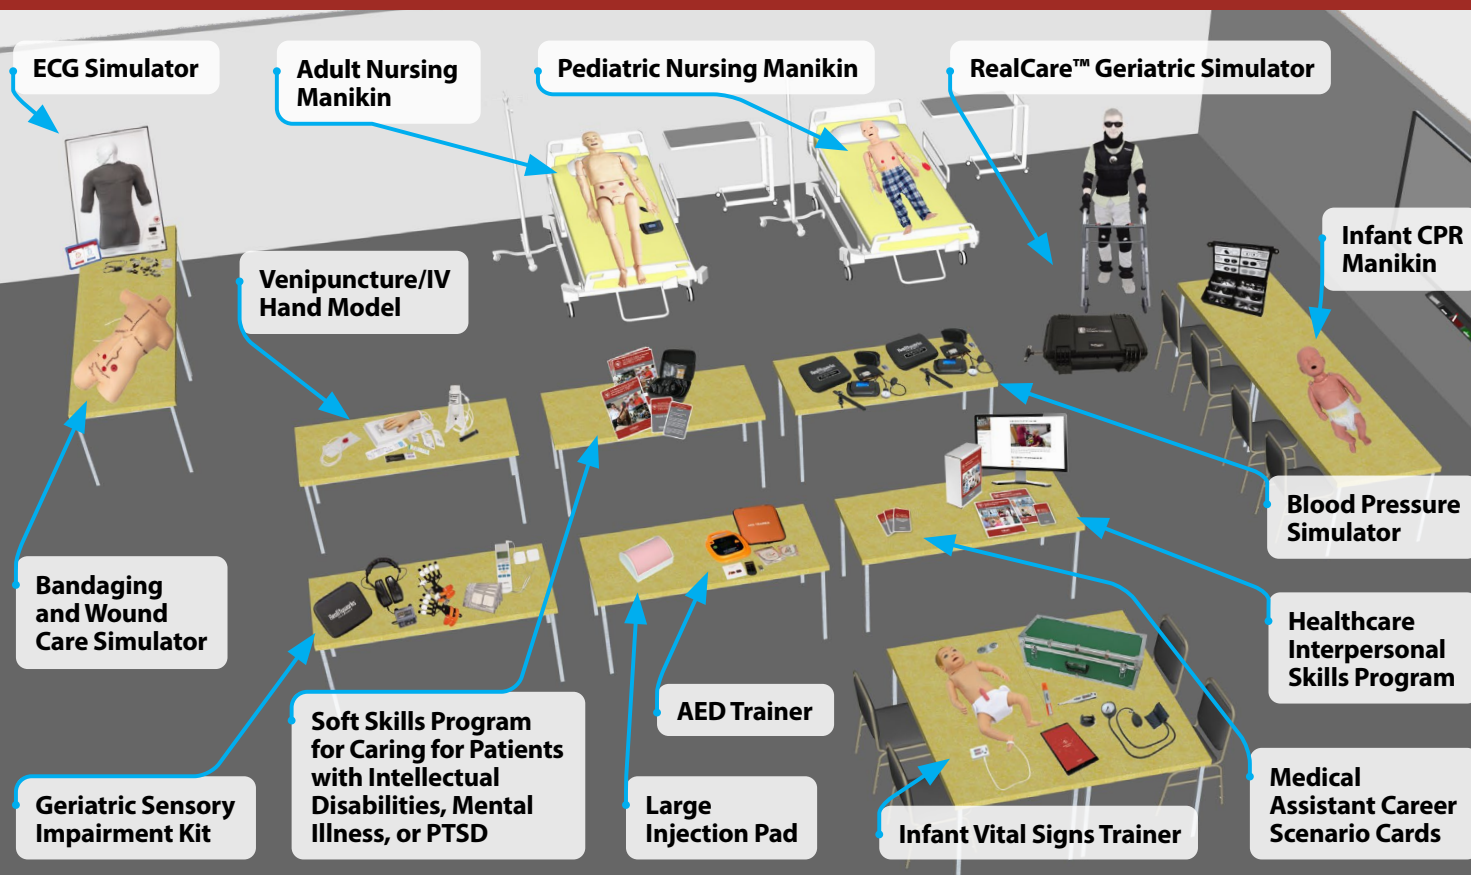 ECG Simulator
Adult Nursing
Manikin
Pediatric Nursing Manikin
RealCare™ Geriatric Simulator
Venipuncture/IV
Hand Model
Infant CPR
Manikin
Blood Pressure
Simulator
Bandaging
and Wound
Care Simulator
Healthcare
Interpersonal
Skills Program
Soft Skills Program
for Caring for Patients
with Intellectual
Disabilities, Mental
Illness, or PTSD
AED Trainer
Geriatric Sensory
Impairment Kit
Large
Injection Pad
Infant Vital Signs Trainer
Medical
Assistant Career
Scenario Cards